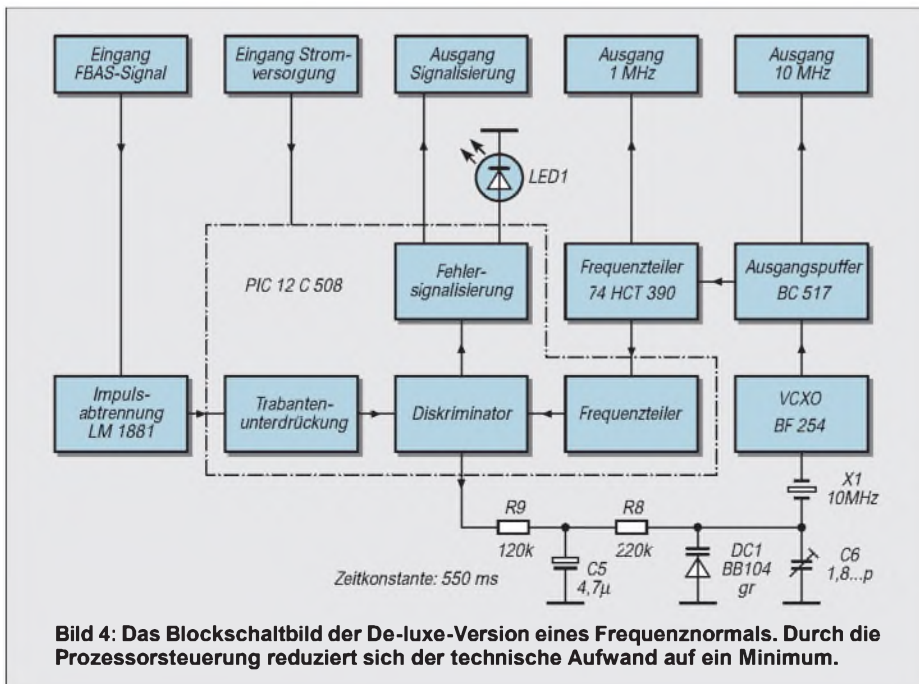 Eingang
FBAS-Signal
Eingang Strom-
versorgung
Ausgang
Signalisierung
Ausgang
1 MHz
Ausgang
10 MHz
LED1
PIC 12 C 508
Fehler-
signalisierung
Frequenzteiler
74 HCT 390
Ausgangspuffer
BC 517
Impuls-
abtrennung
LM 1881
Trabanten-
unterdrückung
Diskriminator
Frequenzteiler
VCXO
BF 254
X1
10MHz
R9
120k
R8
220k
C5
4,7µ
DC1
BB104
gr
C6
1,8...p
Zeitkonstante: 550 ms
Bild 4: Das Blockschaltbild der De-luxe-Version eines Frequenznormals. Durch die
Prozessorsteuerung reduziert sich der technische Aufwand auf ein Minimum.